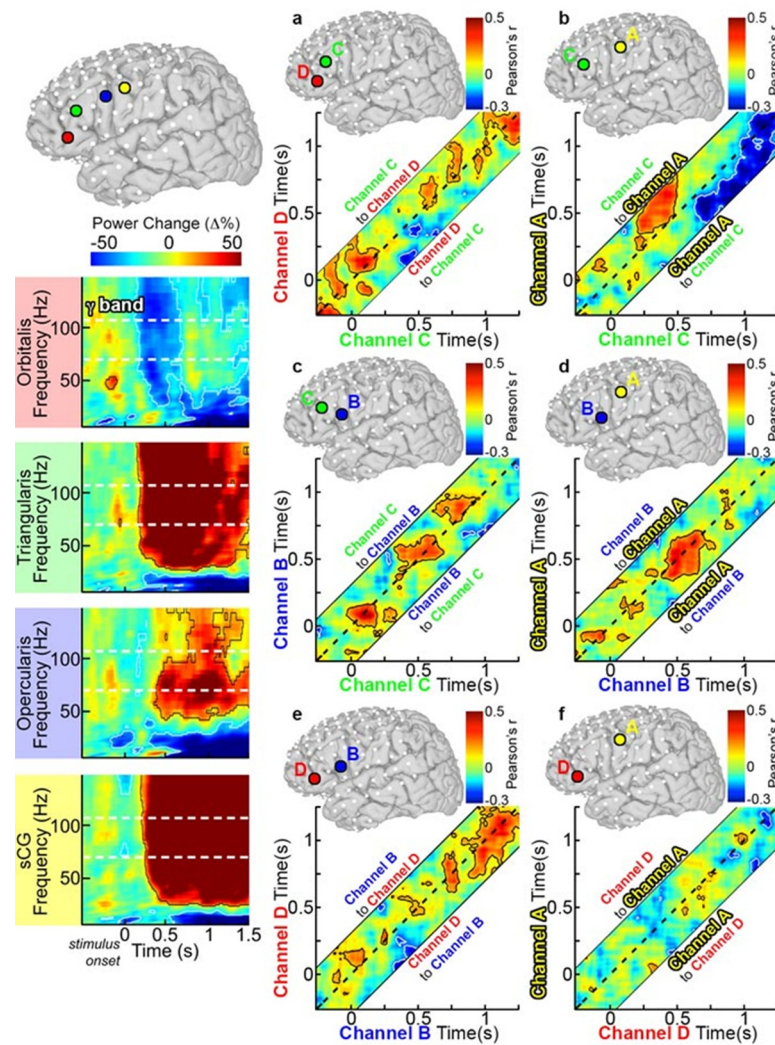 Power Change (Δ%)
-50 0 50
γ band
Orbitalis
Frequency (Hz)
100
50
Triangularis
Frequency (Hz)
100
50
Opercularis
Frequency (Hz)
100
50
sCG
Frequency (Hz)
100
50
0 0.5 1.0 1.5
stimulus
onset
Time (s)
a
D
C
0.5
0
-0.3
Pearson's r
Channel D Time(s)
1
0.5
0
Channel C
to Channel D
Channel D
to Channel C
0 0.5 1
Channel C Time(s)
b
C
A
0.5
0
-0.3
Pearson's r
Channel A Time(s)
1
0.5
0
Channel C
to Channel A
Channel A
to Channel C
0 0.5 1
Channel C Time(s)
c
C
B
0.5
0
-0.3
Pearson's r
Channel B Time(s)
1
0.5
0
Channel C
to Channel B
Channel B
to Channel C
0 0.5 1
Channel C Time(s)
d
B
A
0.5
0
-0.3
Pearson's r
Channel A Time(s)
1
0.5
0
Channel B
to Channel A
Channel A
to Channel B
0 0.5 1
Channel B Time(s)
e
D
B
0.5
0
-0.3
Pearson's r
Channel D Time(s)
1
0.5
0
Channel B
to Channel D
Channel D
to Channel B
0 0.5 1
Channel B Time(s)
f
D
A
0.5
0
-0.3
Pearson's r
Channel A Time(s)
1
0.5
0
Channel D
to Channel A
Channel A
to Channel D
0 0.5 1
Channel D Time(s)